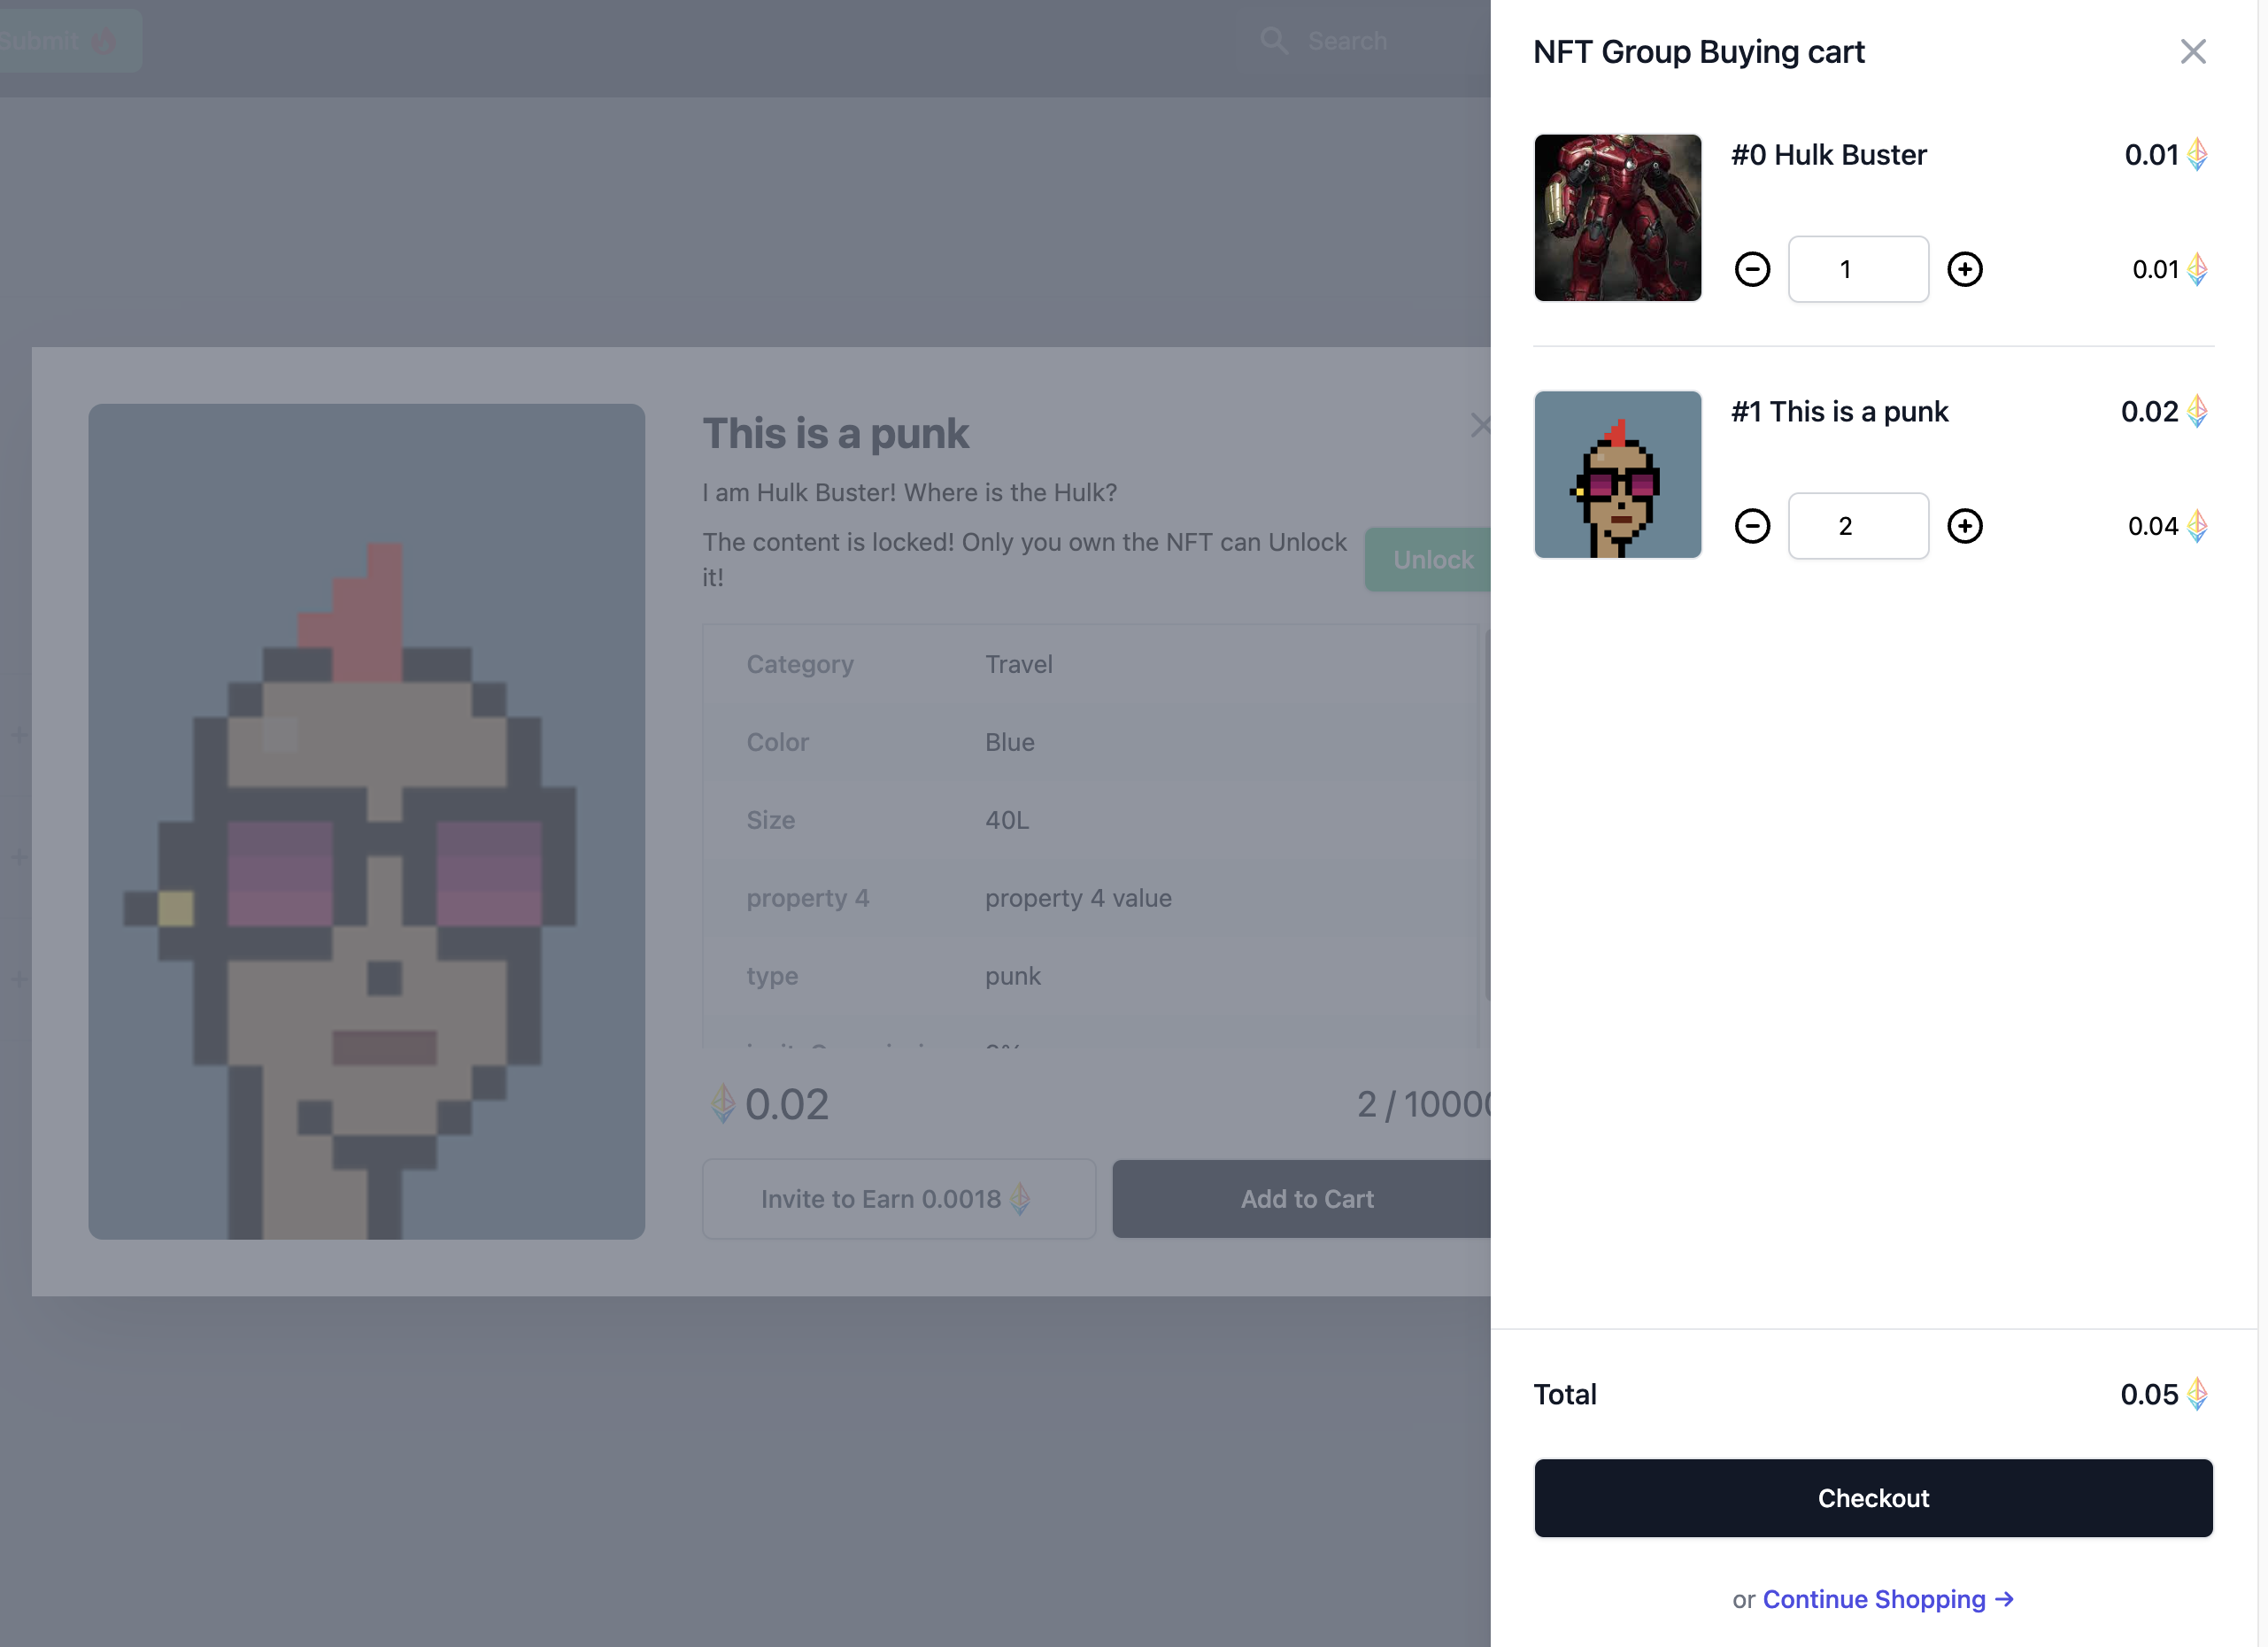 Submit
Search
This is a punk
I am Hulk Buster! Where is the Hulk?
The content is locked! Only you own the NFT can Unlock
it!
Unlock
Category Travel
Color Blue
Size 40L
property 4 property 4 value
type punk
0.02
2 / 10000
Invite to Earn 0.0018
Add to Cart
NFT Group Buying cart
#0 Hulk Buster 0.01
1 0.01
#1 This is a punk 0.02
2 0.04
Total 0.05
Checkout
or Continue Shopping →